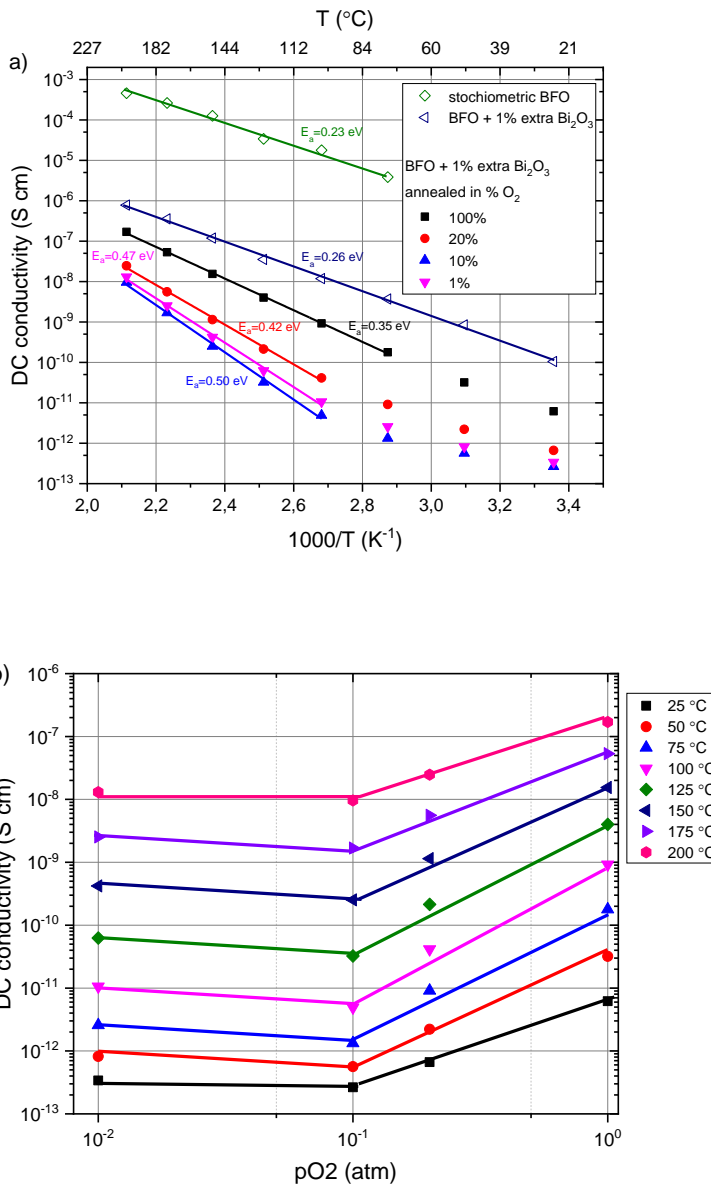 T (°C)
227 182 144 112 84 60 39 21
a)
10⁻³
10⁻⁴
10⁻⁵
10⁻⁶
10⁻⁷
10⁻⁸
10⁻⁹
10⁻¹⁰
10⁻¹¹
10⁻¹²
10⁻¹³
DC conductivity (S cm)
stochiometric BFO
BFO + 1% extra Bi₂O₃
BFO + 1% extra Bi₂O₃
annealed in % O₂
100%
20%
10%
1%
Eₐ=0.23 eV
Eₐ=0.26 eV
Eₐ=0.47 eV
Eₐ=0.42 eV
Eₐ=0.35 eV
Eₐ=0.50 eV
2,0 2,2 2,4 2,6 2,8 3,0 3,2 3,4
1000/T (K⁻¹)
)
10⁻⁶
10⁻⁷
10⁻⁸
10⁻⁹
10⁻¹⁰
10⁻¹¹
10⁻¹²
10⁻¹³
DC conductivity (S cm)
25 °C
50 °C
75 °C
100 °C
125 °C
150 °C
175 °C
200 °C
10⁻² 10⁻¹ 10⁰
pO2 (atm)